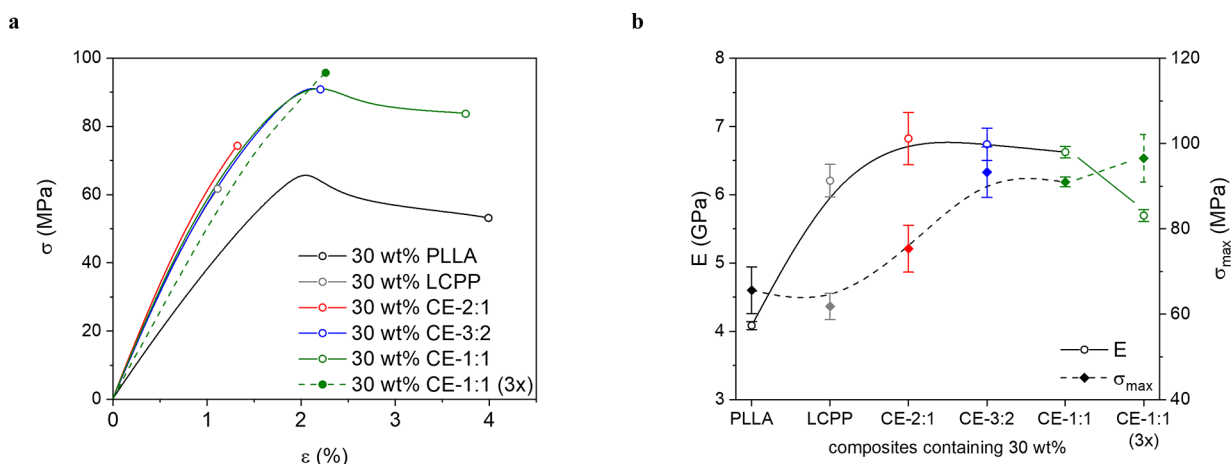 a
100
80
60
40
20
0
σ (MPa)
0
1
2
3
4
ε (%)
30 wt% PLLA
30 wt% LCPP
30 wt% CE-2:1
30 wt% CE-3:2
30 wt% CE-1:1
30 wt% CE-1:1 (3x)
b
8
7
6
5
4
3
E (GPa)
120
100
80
60
40
σmax (MPa)
E
σmax
PLLA
LCPP
CE-2:1
CE-3:2
CE-1:1
CE-1:1
(3x)
composites containing 30 wt%